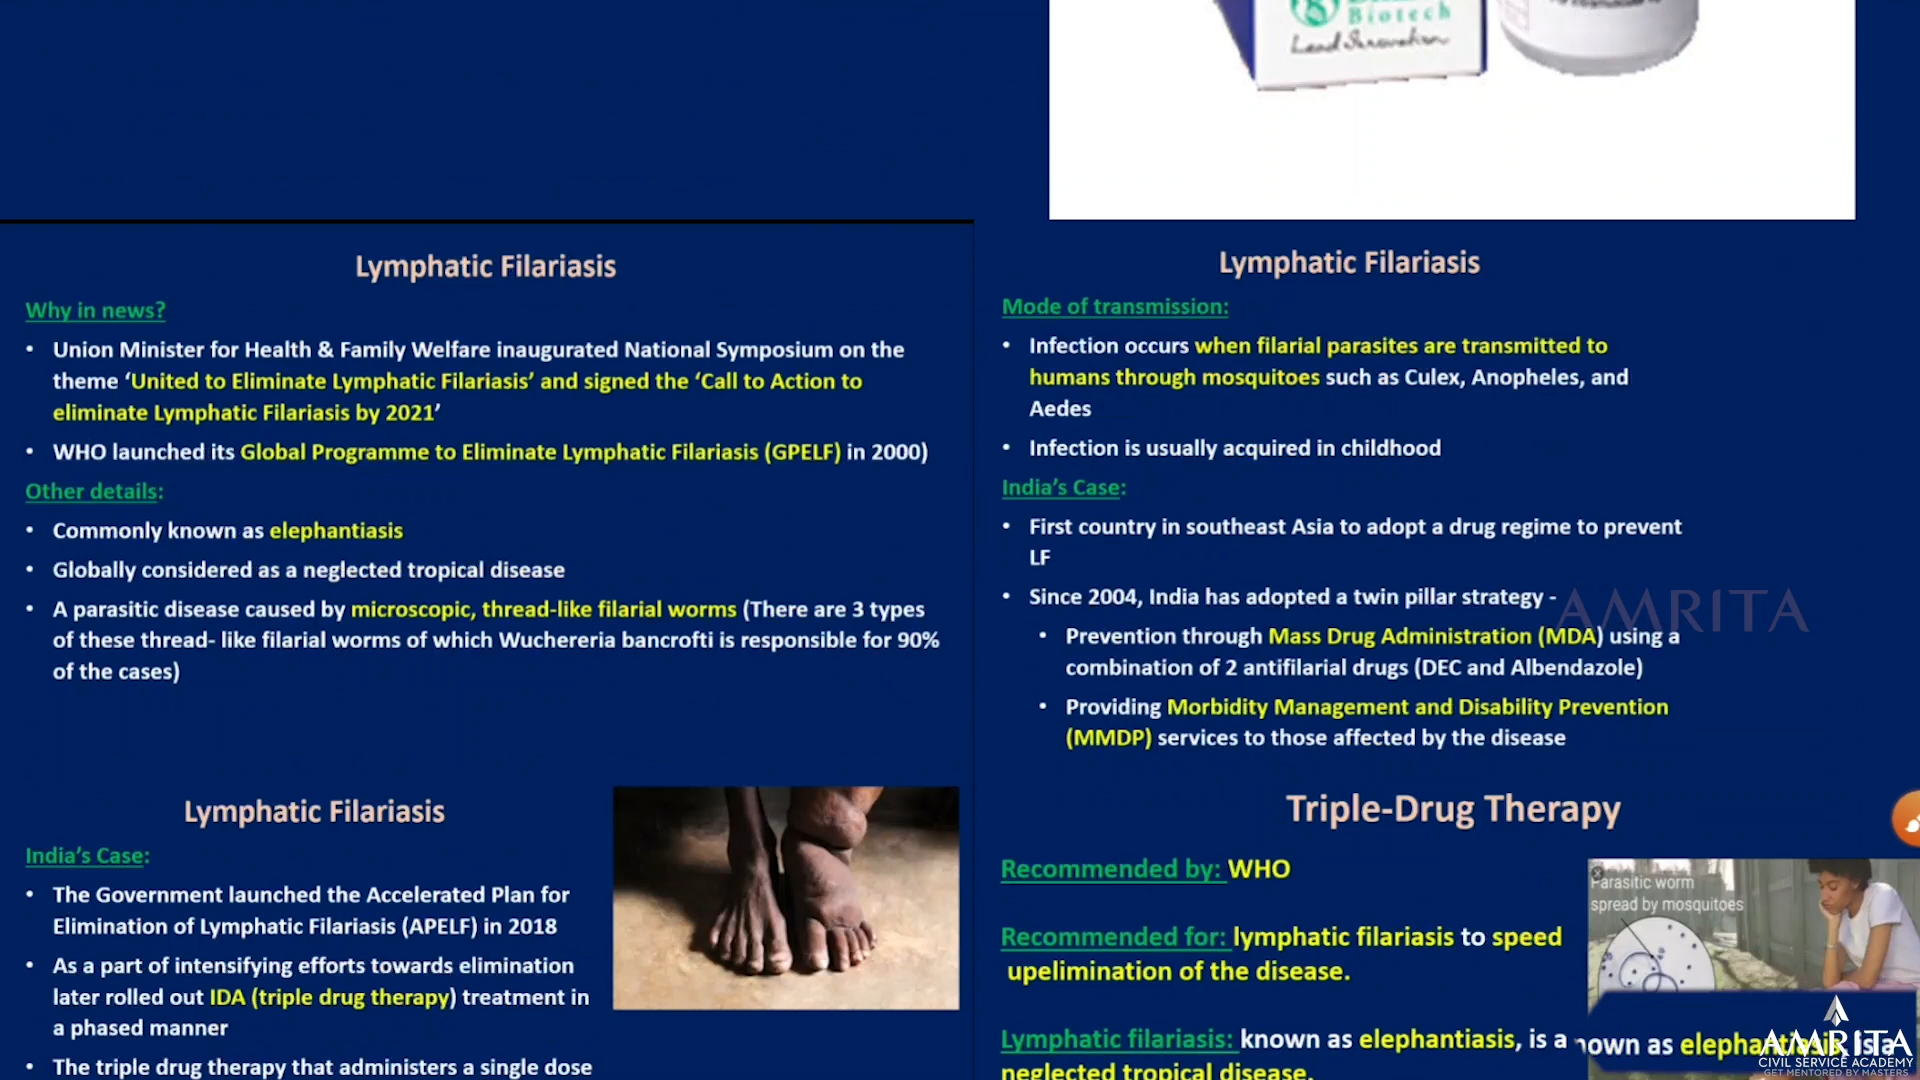 Biotech
Lead Innovation
Lymphatic Filariasis
Why in news?
• Union Minister for Health & Family Welfare inaugurated National Symposium on the
theme ‘United to Eliminate Lymphatic Filariasis’ and signed the ‘Call to Action to
eliminate Lymphatic Filariasis by 2021’
• WHO launched its Global Programme to Eliminate Lymphatic Filariasis (GPELF) in 2000)
Other details:
• Commonly known as elephantiasis
• Globally considered as a neglected tropical disease
• A parasitic disease caused by microscopic, thread-like filarial worms (There are 3 types
of these thread- like filarial worms of which Wuchereria bancrofti is responsible for 90%
of the cases)
Lymphatic Filariasis
Mode of transmission:
• Infection occurs when filarial parasites are transmitted to
humans through mosquitoes such as Culex, Anopheles, and
Aedes
• Infection is usually acquired in childhood
India’s Case:
• First country in southeast Asia to adopt a drug regime to prevent
LF
• Since 2004, India has adopted a twin pillar strategy -
• Prevention through Mass Drug Administration (MDA) using a
combination of 2 antifilarial drugs (DEC and Albendazole)
• Providing Morbidity Management and Disability Prevention
(MMDP) services to those affected by the disease
AMRITA
Lymphatic Filariasis
India’s Case:
• The Government launched the Accelerated Plan for
Elimination of Lymphatic Filariasis (APELF) in 2018
• As a part of intensifying efforts towards elimination
later rolled out IDA (triple drug therapy) treatment in
a phased manner
• The triple drug therapy that administers a single dose
Triple-Drug Therapy
Recommended by: WHO
Recommended for: lymphatic filariasis to speed
upelimination of the disease.
Lymphatic filariasis: known as elephantiasis, is a
neglected tropical disease.
Parasitic worm
spread by mosquitoes
nown as elephantiasis, is a
AMRITA
CIVIL SERVICE ACADEMY
GET MENTORED BY MASTERS